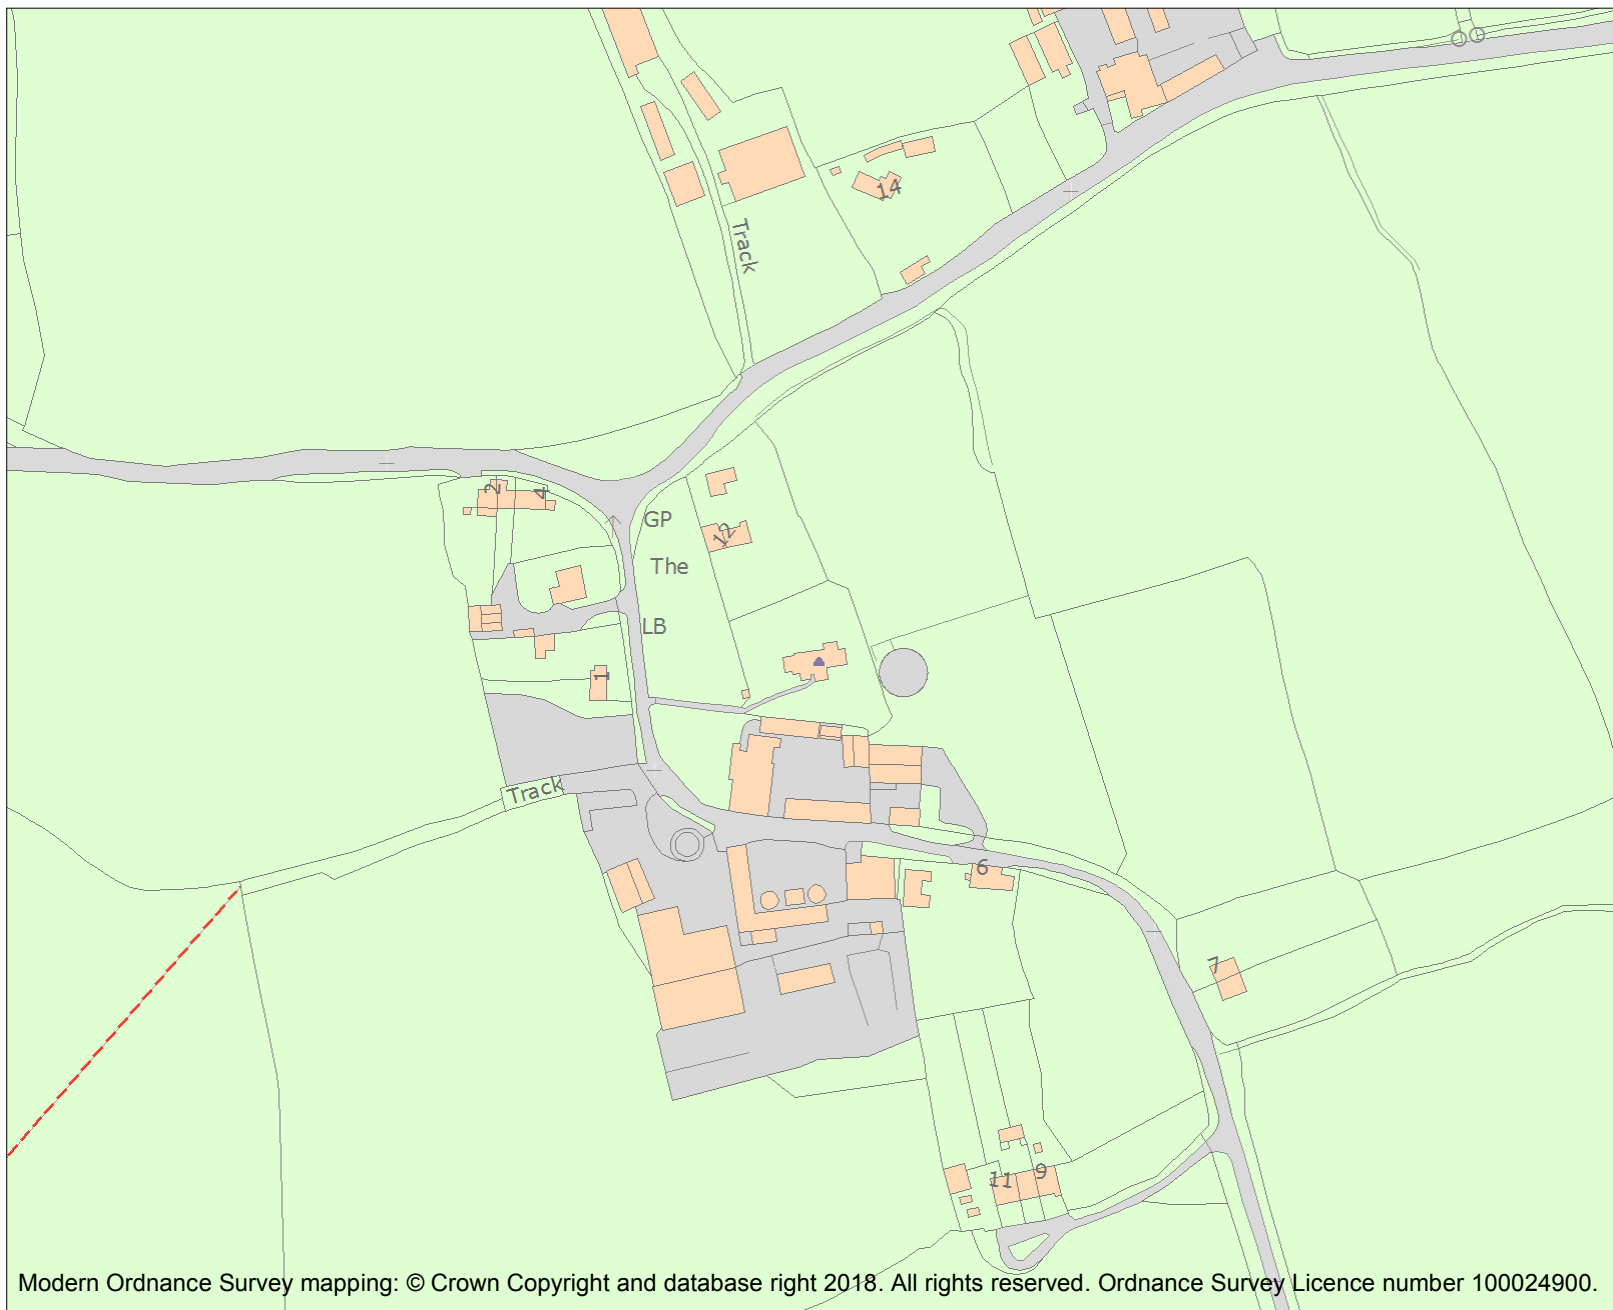 14
Track
2
4
GP
12
The
LB
1
Track
6
7
11
9
Modern Ordnance Survey mapping: © Crown Copyright and database right 2018. All rights reserved. Ordnance Survey Licence number 100024900.